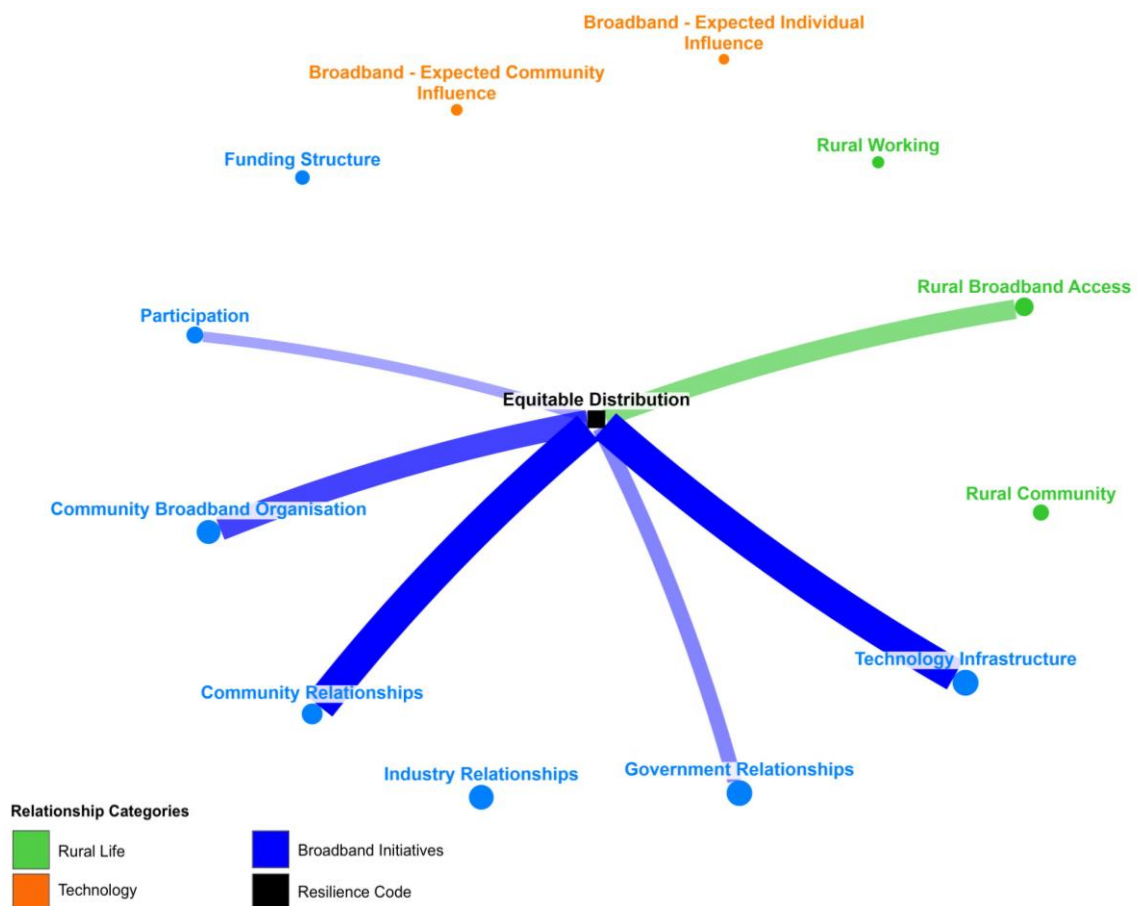 Broadband - Expected Individual
Influence
Broadband - Expected Community
Influence
Rural Working
Funding Structure
Rural Broadband Access
Participation
Equitable Distribution
Rural Community
Community Broadband Organisation
Technology Infrastructure
Community Relationships
Government Relationships
Industry Relationships
Relationship Categories
Rural Life
Broadband Initiatives
Technology
Resilience Code